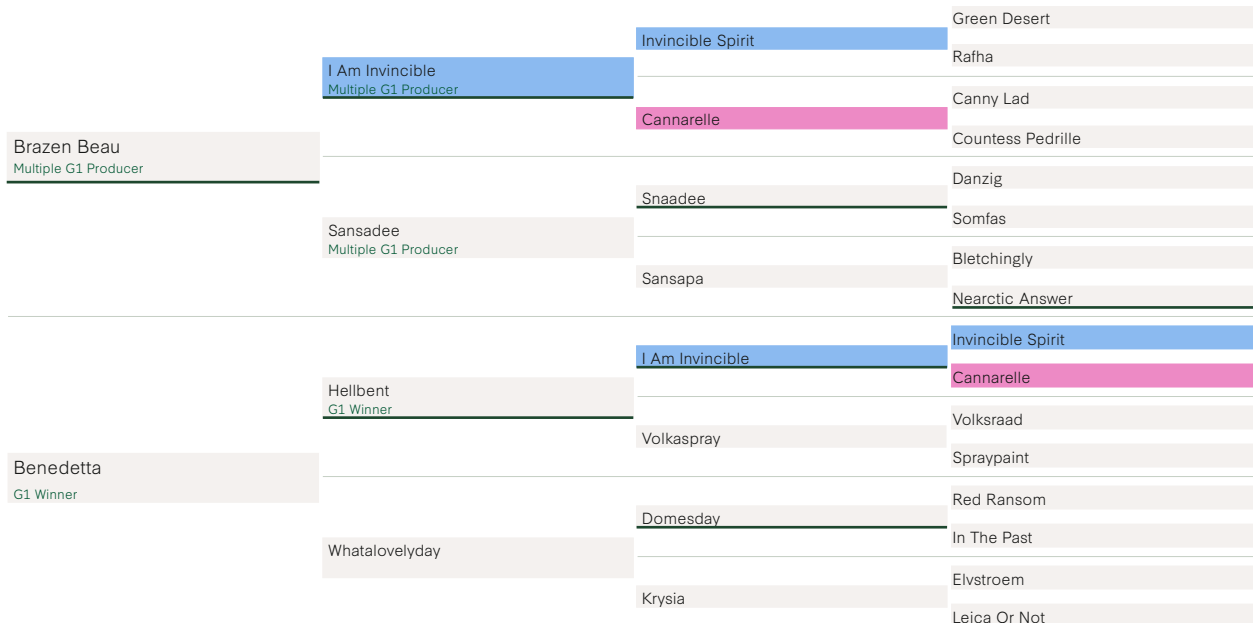 Brazen Beau
Multiple G1 Producer
Benedetta
G1 Winner
I Am Invincible
Multiple G1 Producer
Sansadee
Multiple G1 Producer
Hellbent
G1 Winner
Whatalovelyday
Invincible Spirit
Cannarelle
Snaadee
Sansapa
I Am Invincible
Volkaspray
Domesday
Krysia
Green Desert
Rafha
Canny Lad
Countess Pedrille
Danzig
Somfas
Bletchingly
Nearctic Answer
Invincible Spirit
Cannarelle
Volksraad
Spraypaint
Red Ransom
In The Past
Elvstroem
Leica Or Not